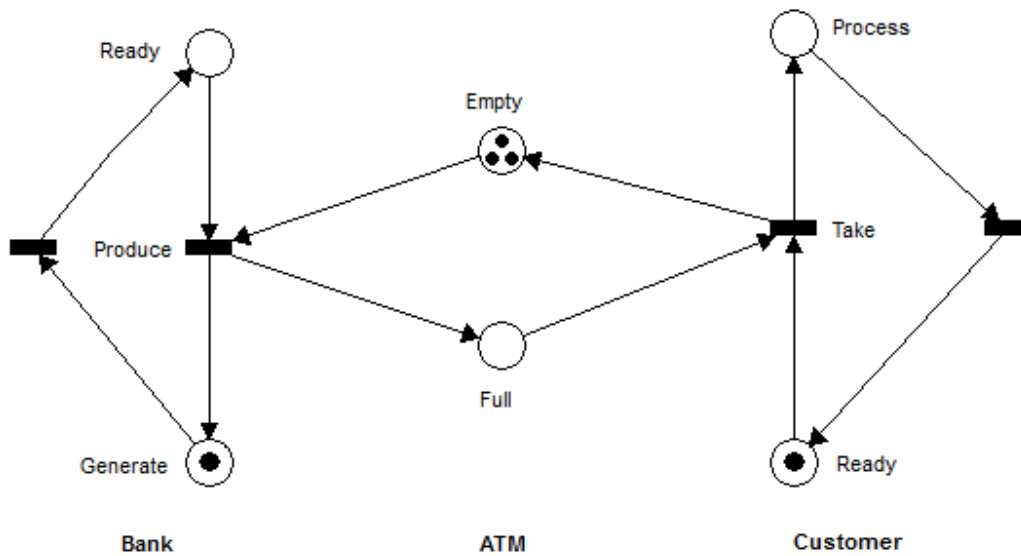 Ready
Process
Empty
Produce
Take
Full
Generate
Ready
Bank
ATM
Customer